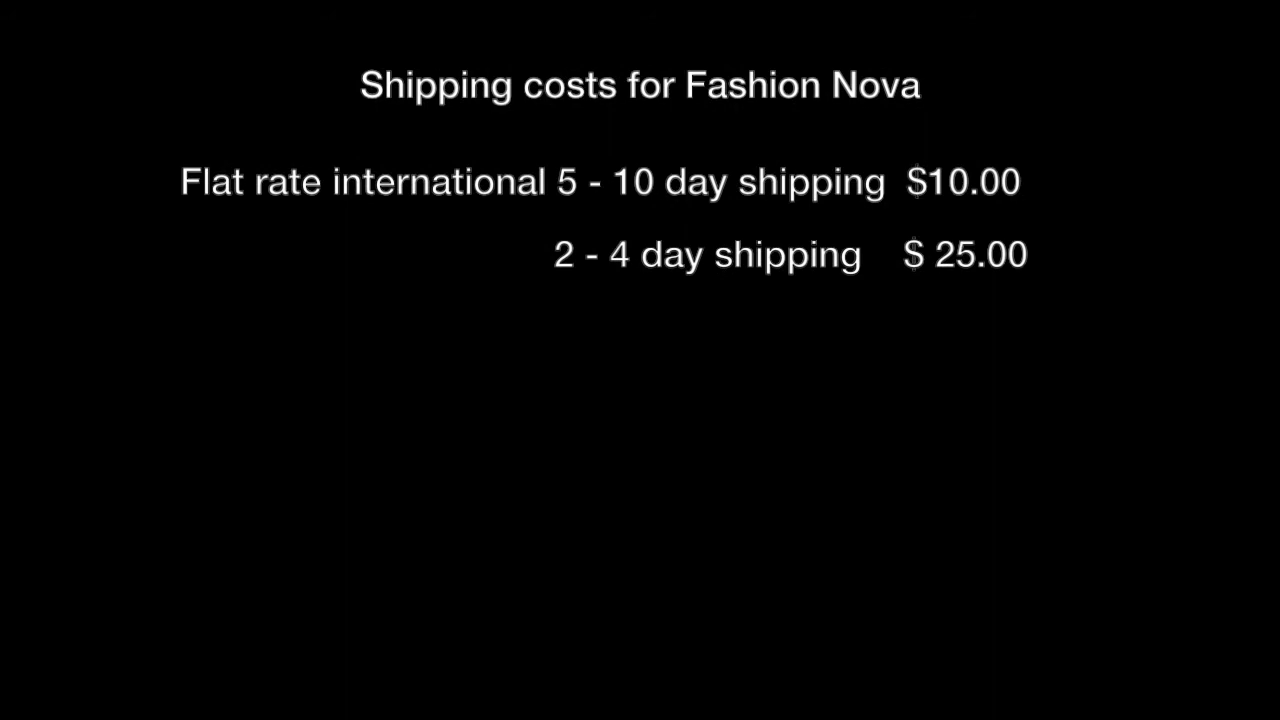 Shipping costs for Fashion Nova
Flat rate international 5 - 10 day shipping $10.00
2 - 4 day shipping $ 25.00